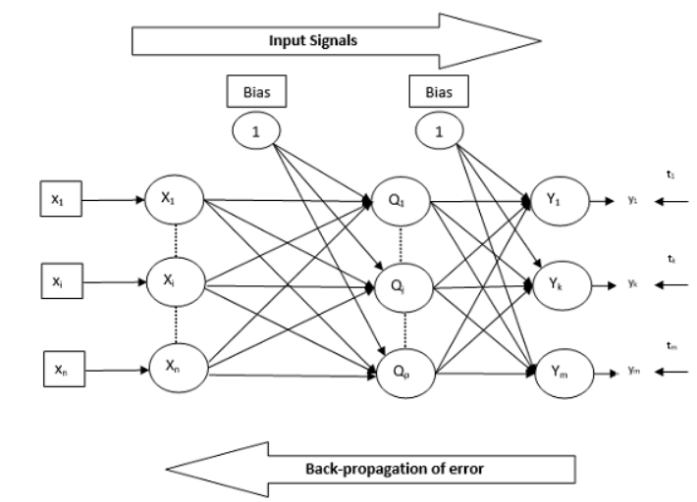 Input Signals
Bias
Bias
1
1
x₁
X₁
Q₁
Y₁
y₁
t₁
xᵢ
Xᵢ
Qⱼ
Yₖ
yₖ
tₖ
xₙ
Xₙ
Qₚ
Yₘ
yₘ
tₘ
Back-propagation of error